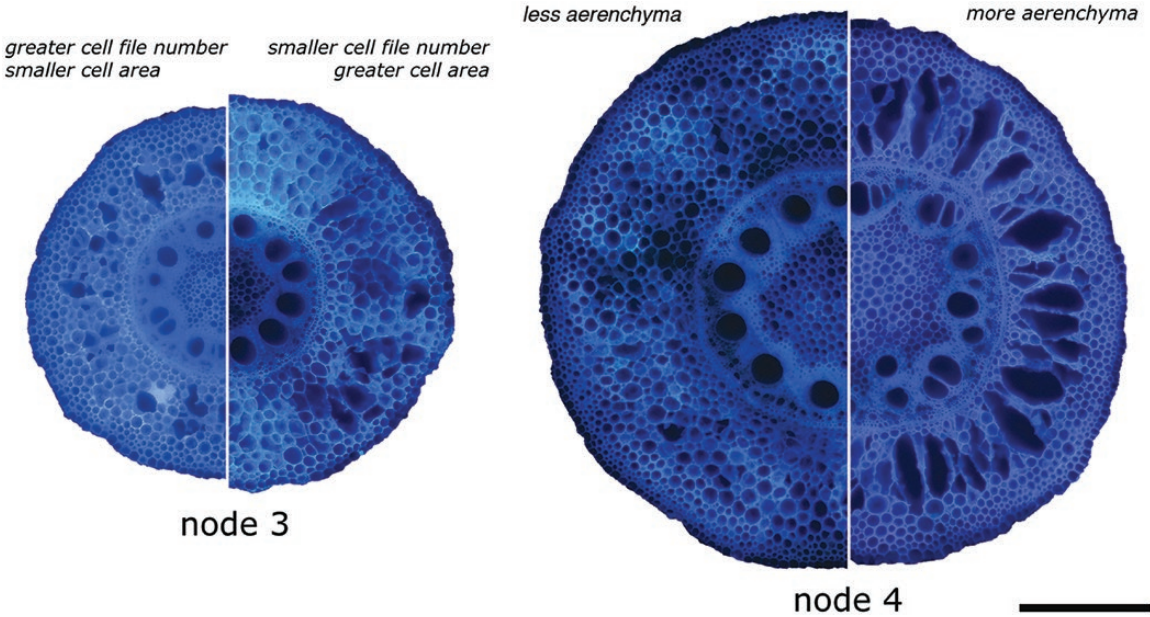 greater cell file number
smaller cell area
smaller cell file number
greater cell area
less aerenchyma
more aerenchyma
node 3
node 4